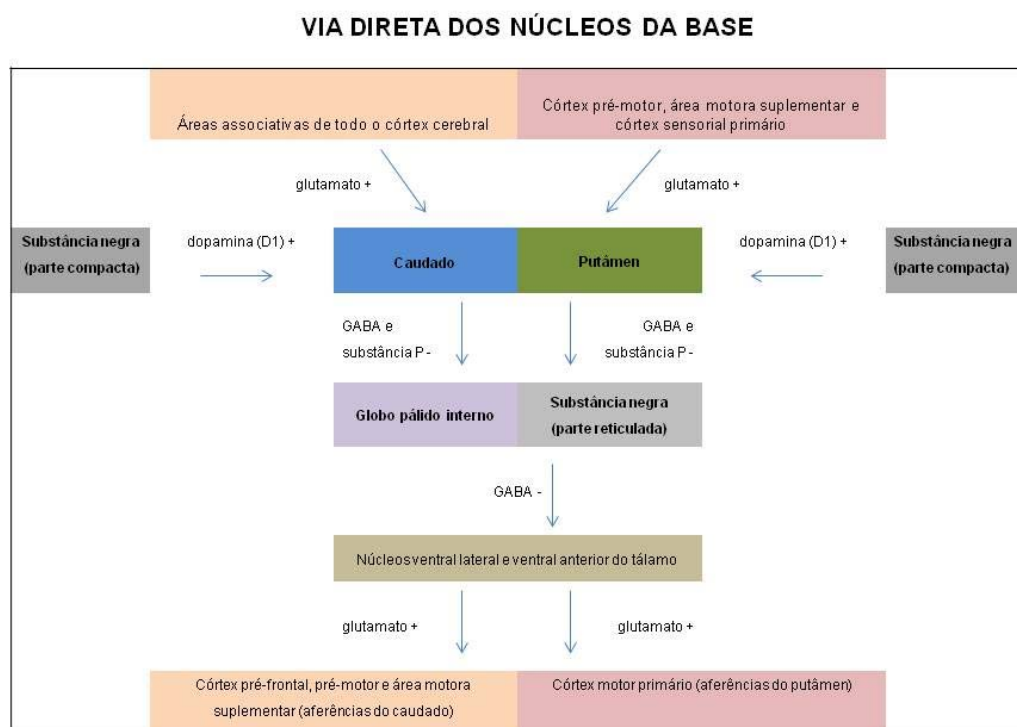 VIA DIRETA DOS NÚCLEOS DA BASE
Áreas associativas de todo o córtex cerebral
Córtex pré-motor, área motora suplementar e
córtex sensorial primário
glutamato +
glutamato +
Substância negra
(parte compacta)
dopamina (D1) +
Caudado
Putâmen
dopamina (D1) +
Substância negra
(parte compacta)
GABA e
substância P -
GABA e
substância P -
Globo pálido interno
Substância negra
(parte reticulada)
GABA -
Núcleos ventral lateral e ventral anterior do tálamo
glutamato +
glutamato +
Córtex pré-frontal, pré-motor e área motora
suplementar (aferências do caudado)
Córtex motor primário (aferências do putâmen)